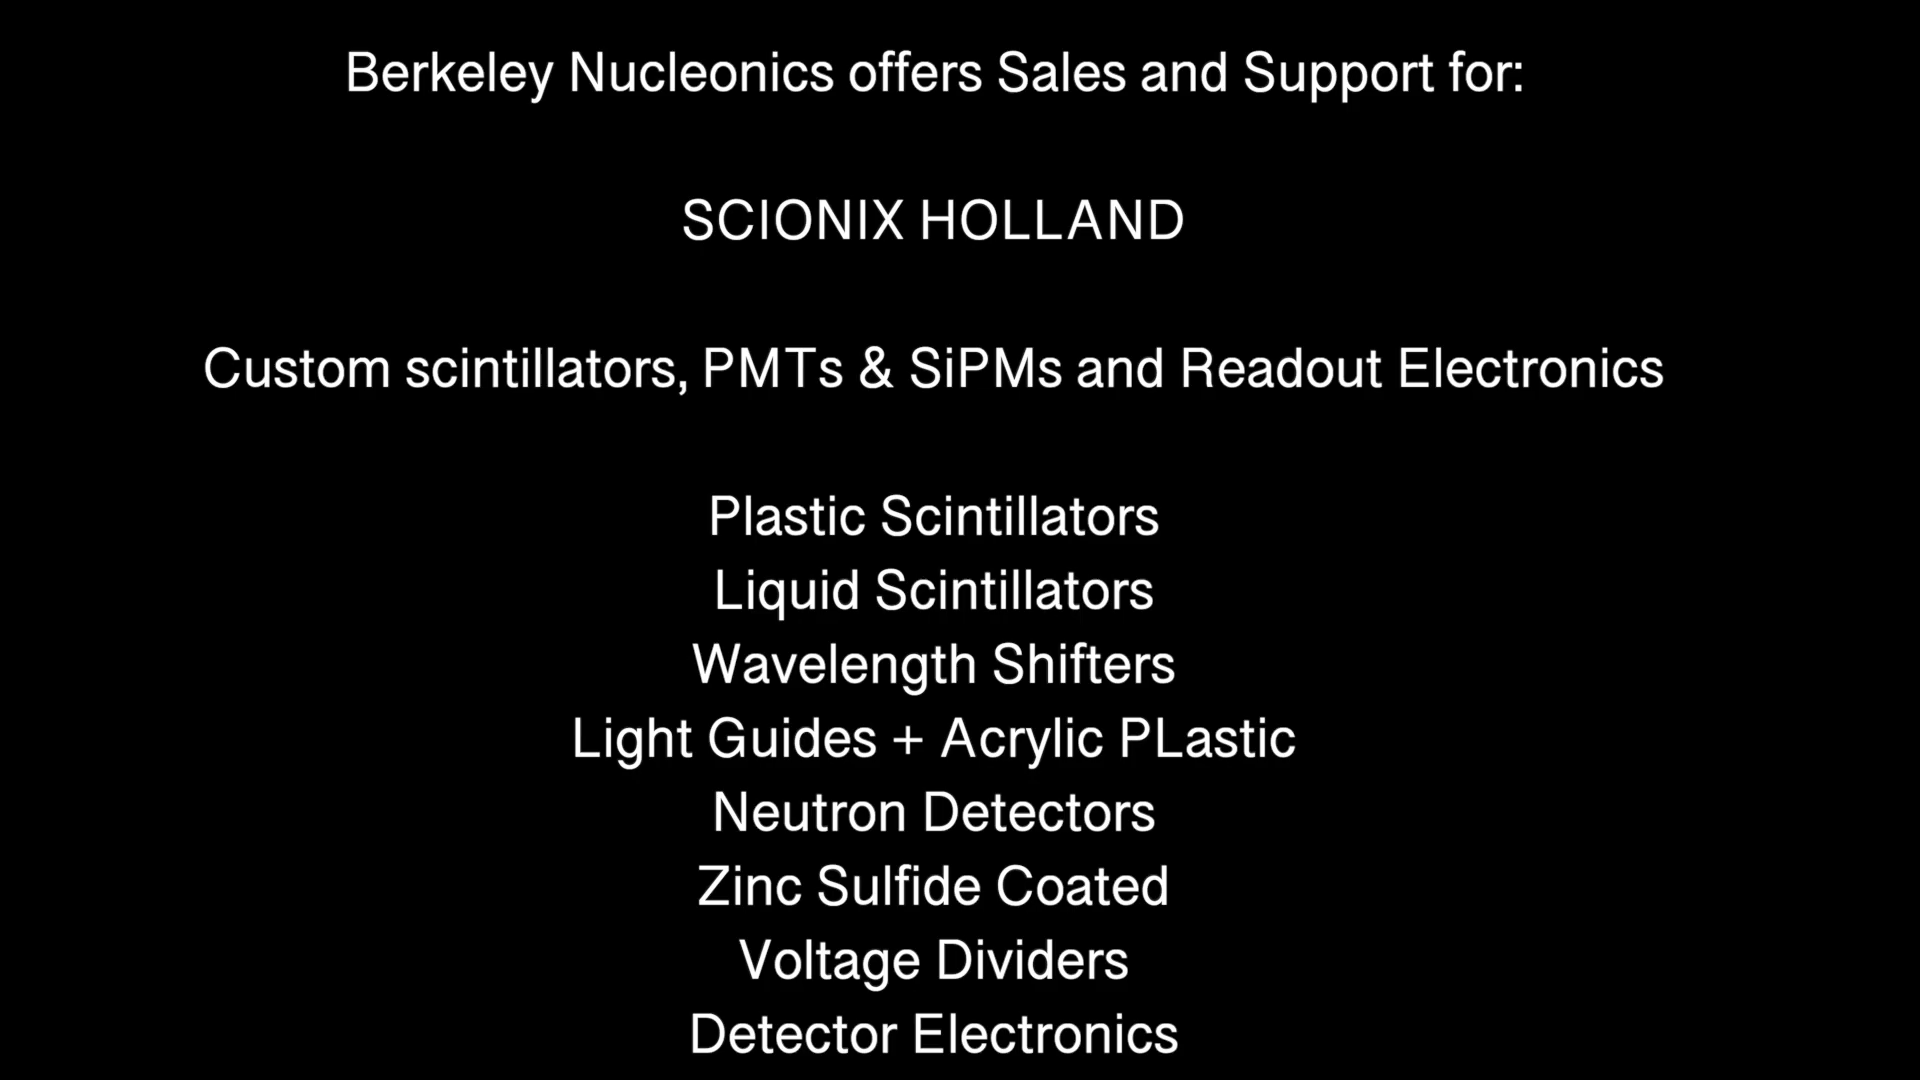 Berkeley Nucleonics offers Sales and Support for:
SCIONIX HOLLAND
Custom scintillators, PMTs & SiPMs and Readout Electronics
Plastic Scintillators
Liquid Scintillators
Wavelength Shifters
Light Guides + Acrylic PLastic
Neutron Detectors
Zinc Sulfide Coated
Voltage Dividers
Detector Electronics